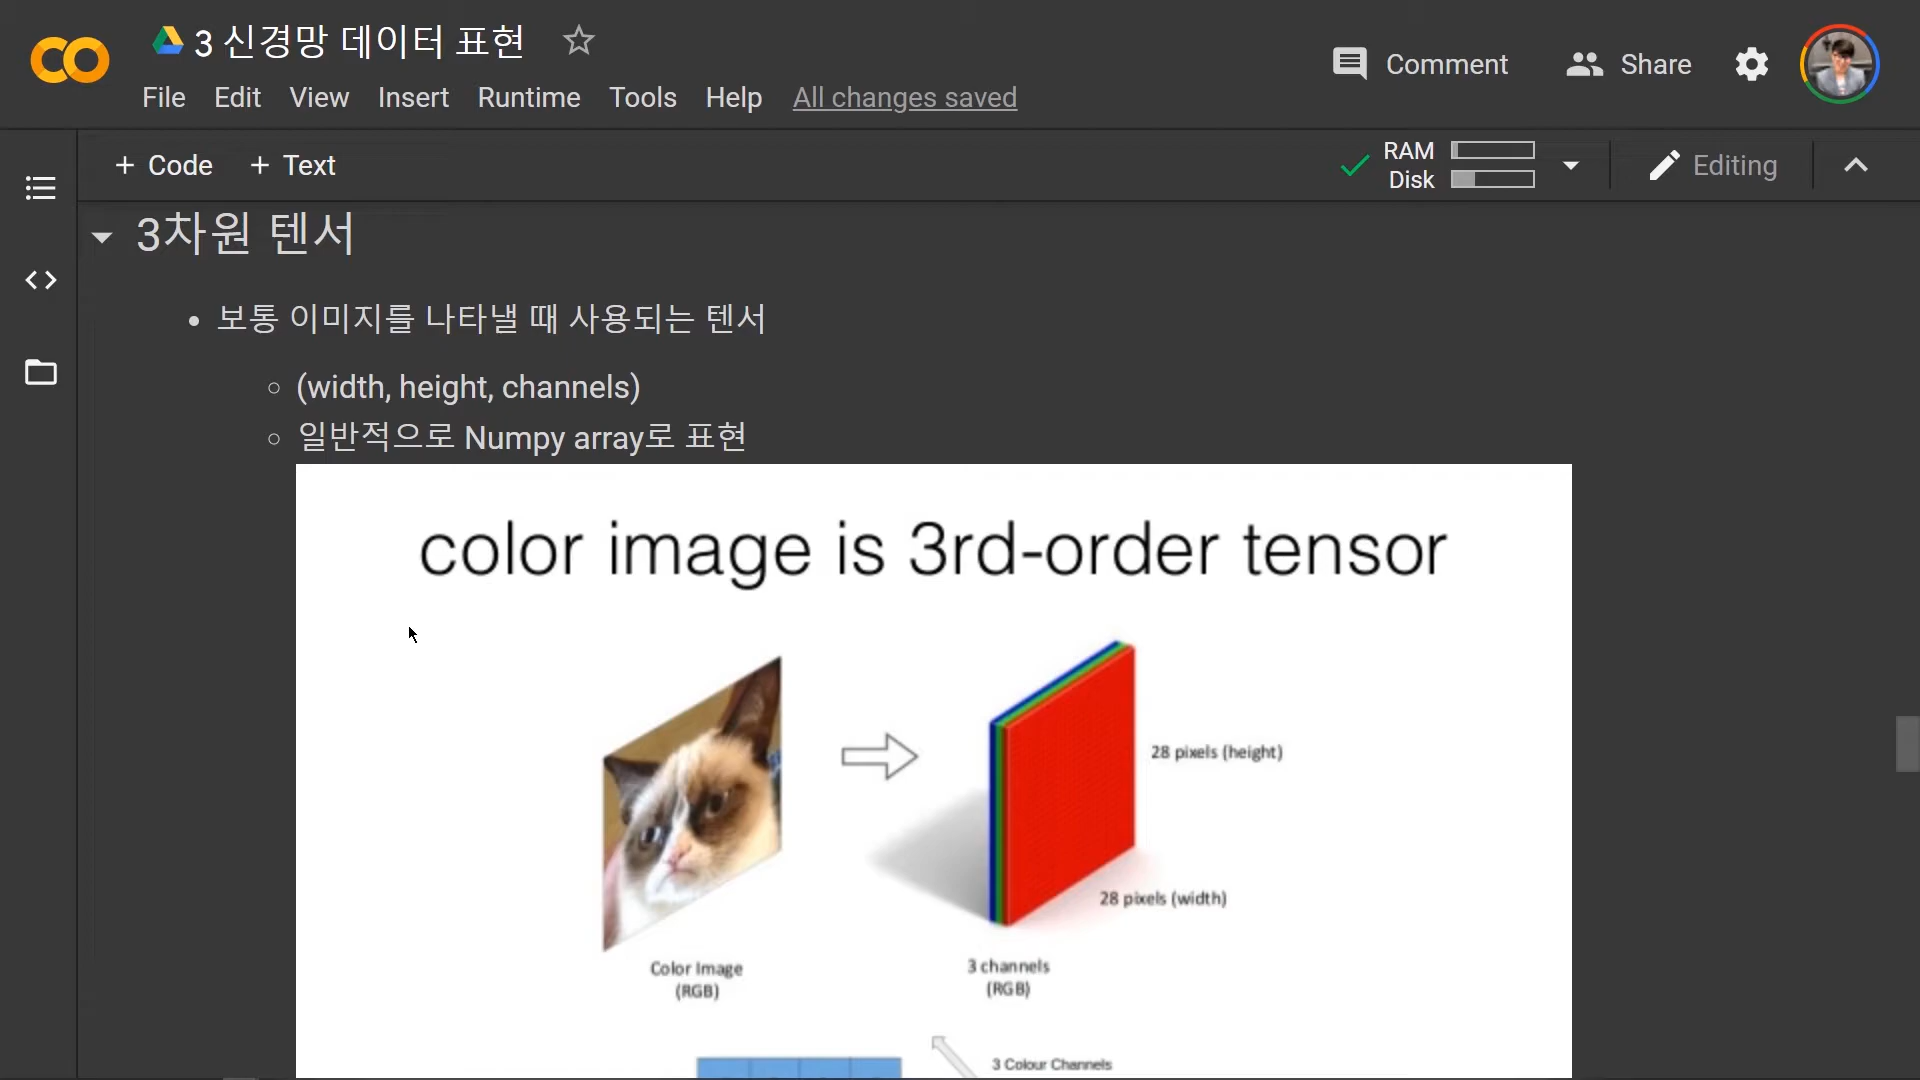 3 신경망 데이터 표현
Comment
Share
File Edit View Insert Runtime Tools Help All changes saved
+ Code + Text
RAM
Disk
Editing
3차원 텐서
보통 이미지를 나타낼 때 사용되는 텐서
(width, height, channels)
일반적으로 Numpy array로 표현
color image is 3rd-order tensor
28 pixels (height)
28 pixels (width)
Color Image
(RGB)
3 channels
(RGB)
3 Colour Channels